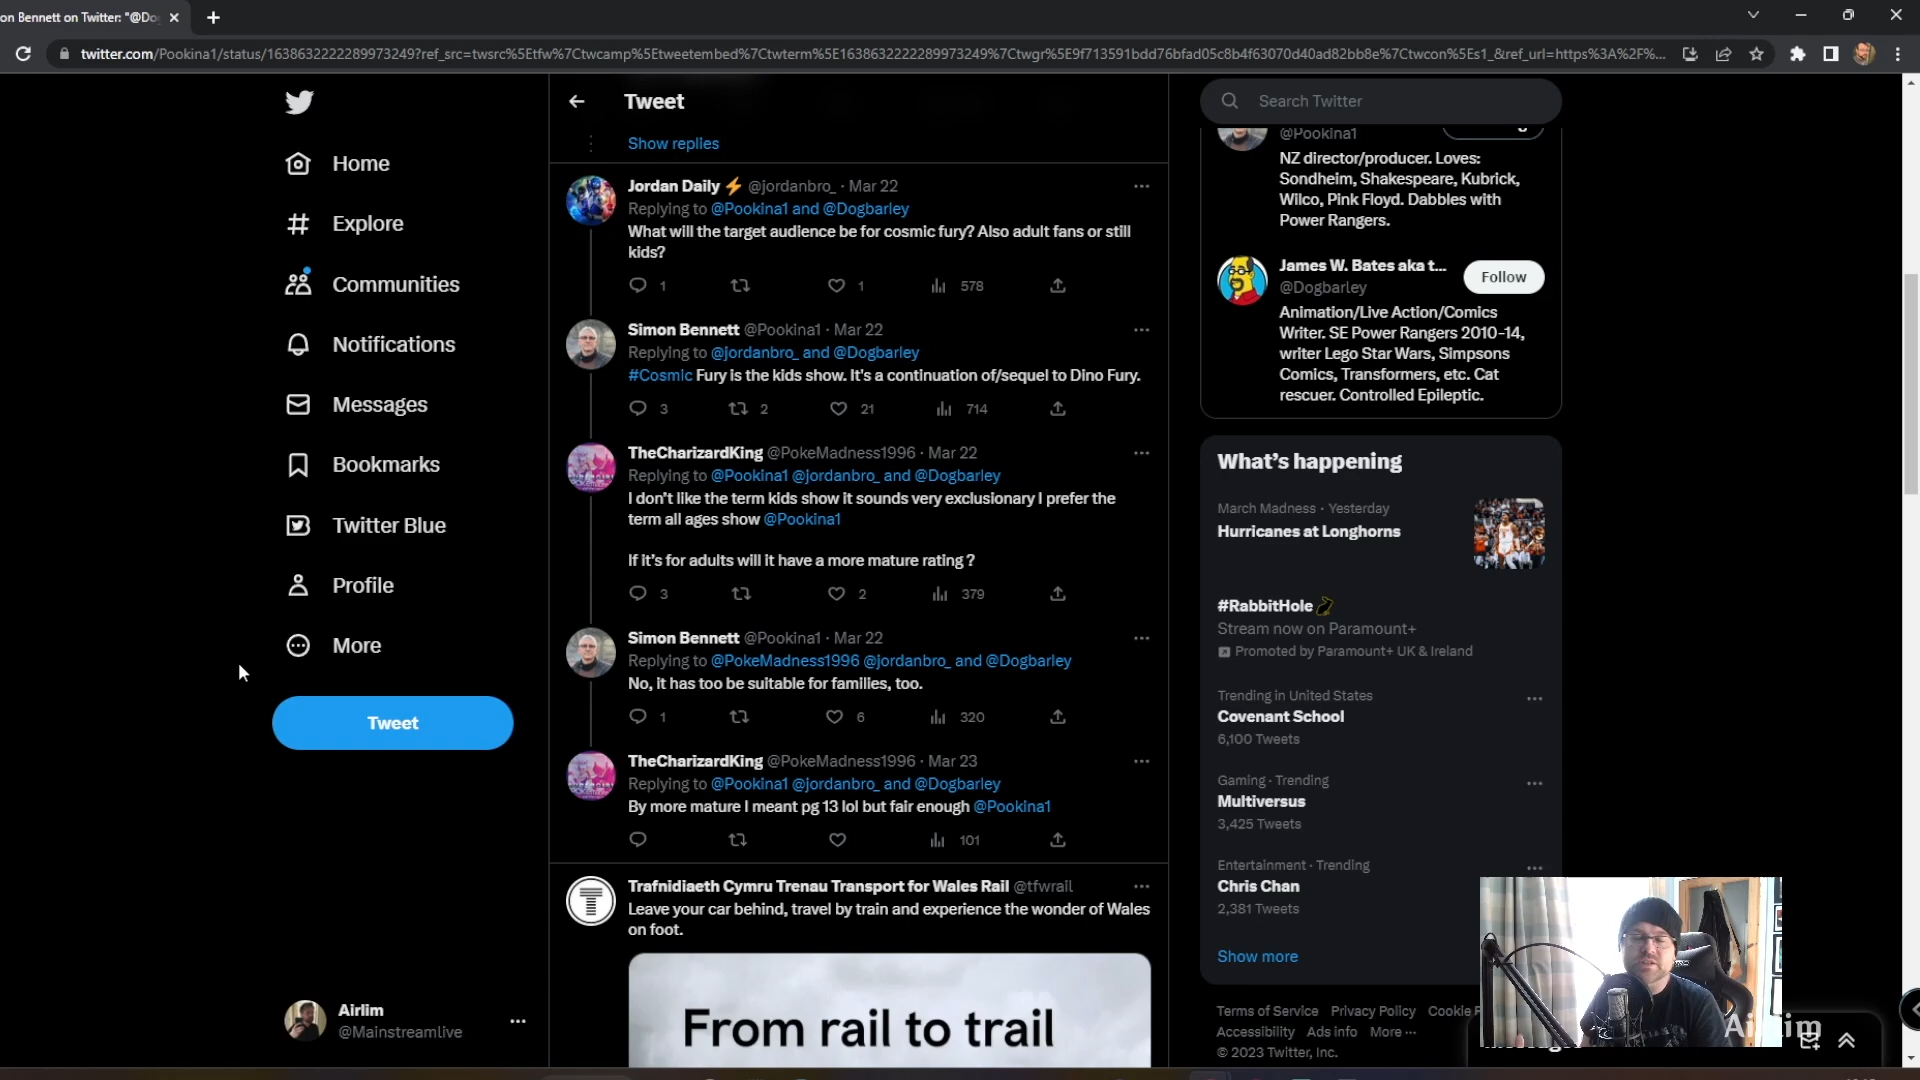 on Bennett on Twitter: "@Do
twitter.com/Pookina1/status/1638632222289973249?ref_src=twsrc%5Etfw%7Ctwcamp%5Etweetembed%7Ctwterm%5E1638632222289973249%7Ctwgr%5E9f713591bdd76bfad05c8b4f63070d40ad82bb8e%7Ctwcon%5Es1_&ref_url=https%3A%2F%...
Home
Explore
Communities
Notifications
Messages
Bookmarks
Twitter Blue
Profile
More
Tweet
Airlim
@Mainstreamlive
Tweet
Show replies
Jordan Daily ⚡ @jordanbro_ · Mar 22
Replying to @Pookina1 and @Dogbarley
What will the target audience be for cosmic fury? Also adult fans or still
kids?
1 1 578
Simon Bennett @Pookina1 · Mar 22
Replying to @jordanbro_ and @Dogbarley
#Cosmic Fury is the kids show. It's a continuation of/sequel to Dino Fury.
3 2 21 714
TheCharizardKing @PokeMadness1996 · Mar 22
Replying to @Pookina1 @jordanbro_ and @Dogbarley
I don't like the term kids show it sounds very exclusionary I prefer the
term all ages show @Pookina1
If it's for adults will it have a more mature rating ?
3 2 379
Simon Bennett @Pookina1 · Mar 22
Replying to @PokeMadness1996 @jordanbro_ and @Dogbarley
No, it has too be suitable for families, too.
1 6 320
TheCharizardKing @PokeMadness1996 · Mar 23
Replying to @Pookina1 @jordanbro_ and @Dogbarley
By more mature I meant pg 13 lol but fair enough @Pookina1
101
Trafnidiaeth Cymru Trenau Transport for Wales Rail @tfwrail
Leave your car behind, travel by train and experience the wonder of Wales
on foot.
From rail to trail
Search Twitter
@Pookina1
NZ director/producer. Loves:
Sondheim, Shakespeare, Kubrick,
Wilco, Pink Floyd. Dabbles with
Power Rangers.
James W. Bates aka t...
@Dogbarley
Follow
Animation/Live Action/Comics
Writer. SE Power Rangers 2010-14,
writer Lego Star Wars, Simpsons
Comics, Transformers, etc. Cat
rescuer. Controlled Epileptic.
What's happening
March Madness · Yesterday
Hurricanes at Longhorns
#RabbitHole
Stream now on Paramount+
Promoted by Paramount+ UK & Ireland
Trending in United States
Covenant School
6,100 Tweets
Gaming · Trending
Multiversus
3,425 Tweets
Entertainment · Trending
Chris Chan
2,381 Tweets
Show more
Terms of Service Privacy Policy Cookie
Accessibility Ads info More ···
© 2023 Twitter, Inc.
Airlim